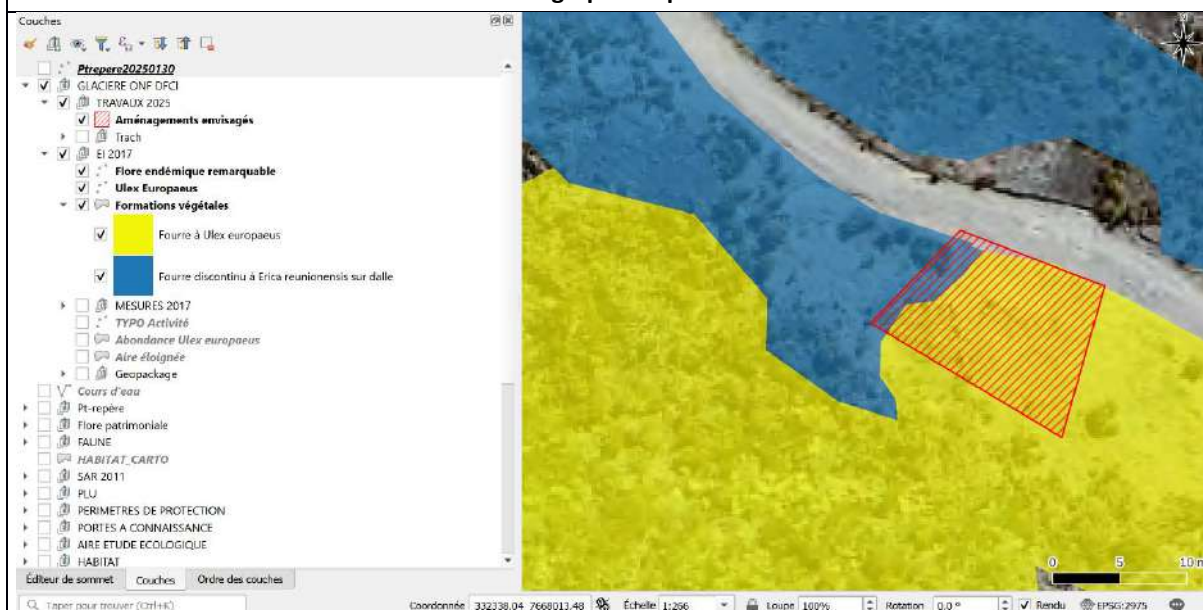 Couches
Ptrepere20250130
GLACIERE ONF DFCI
TRAVAUX 2025
Aménagements envisagés
Trach
EI 2017
Flore endémique remarquable
Ulex Europaeus
Formations végétales
Fourre à Ulex europaeus
Fourre discontinu à Erica reunionensis sur dalle
MESURES 2017
TYPO Activité
Abondance Ulex europaeus
Aire éloignée
Geopackage
Cours d'eau
Pt-repère
Flore patrimoniale
FAUNE
HABITAT_CARTO
SAR 2011
PLU
PERIMETRES DE PROTECTION
PORTES A CONNAISSANCE
AIRE ETUDE ECOLOGIQUE
HABITAT
Éditeur de sommet Couches Ordre des couches
0 5 10 m
Taper pour trouver (Ctrl+K) Coordonnée 332338.04 7668013.48 Échelle 1:266 Loupe 100% Rotation 0.0 ° Rendu EPSG:2975